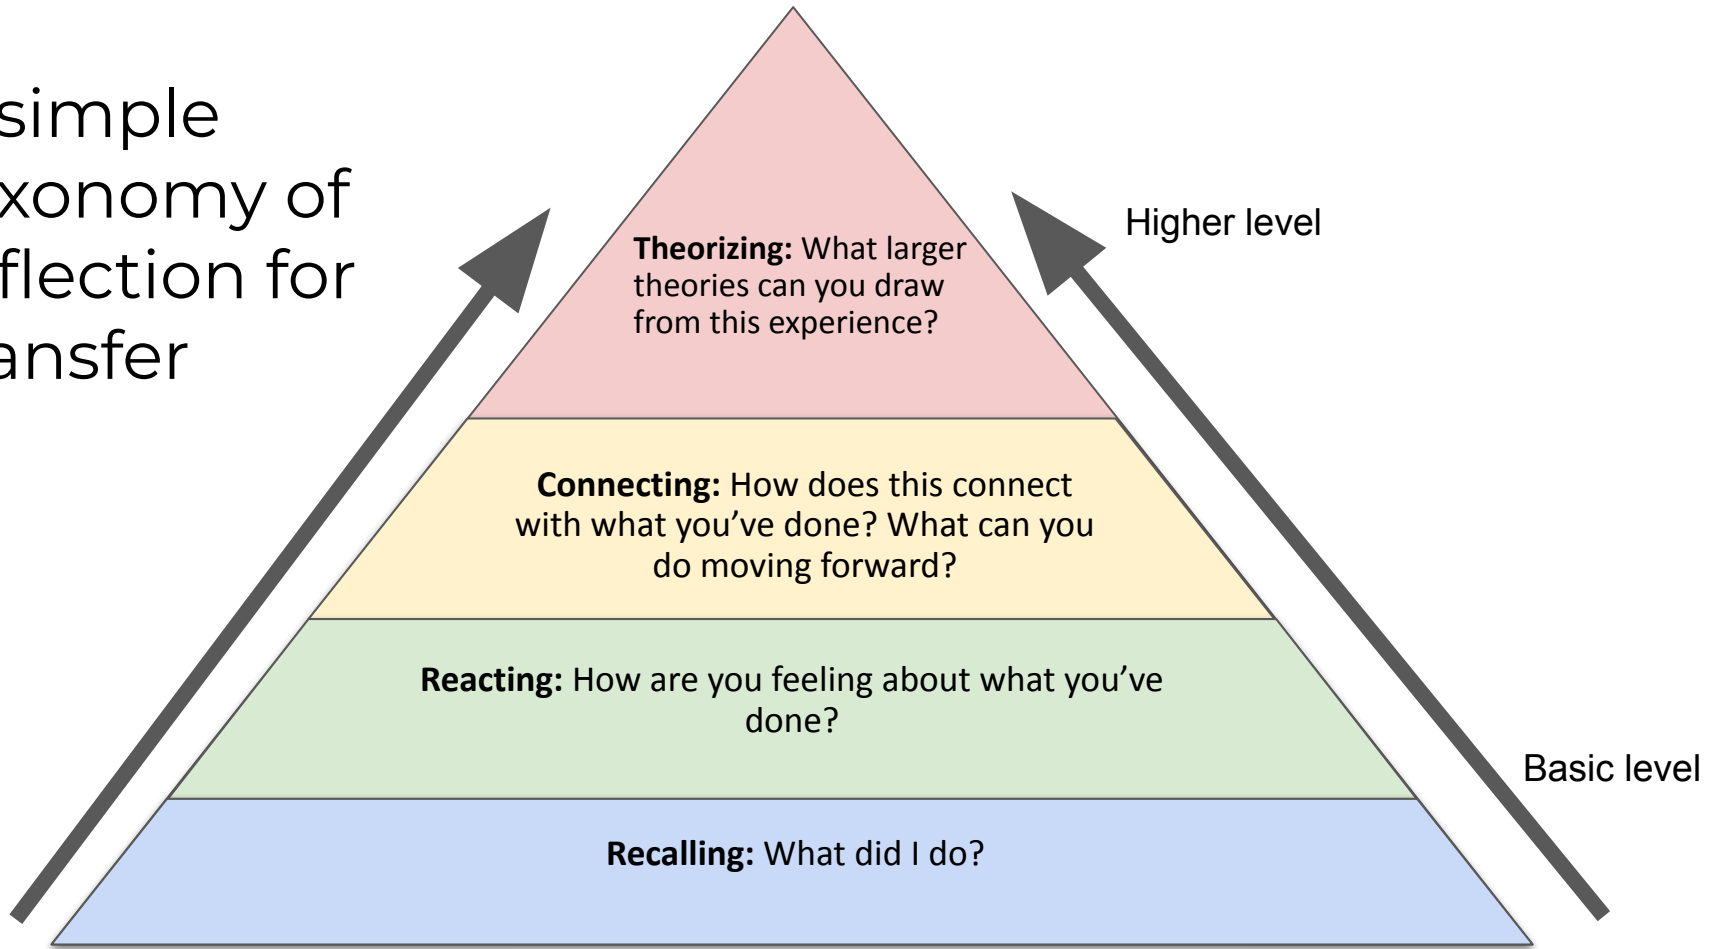 simple
xonomy of
flection for
ansfer
Higher level
Theorizing: What larger
theories can you draw
from this experience?
Connecting: How does this connect
with what you’ve done? What can you
do moving forward?
Reacting: How are you feeling about what you’ve
done?
Basic level
Recalling: What did I do?